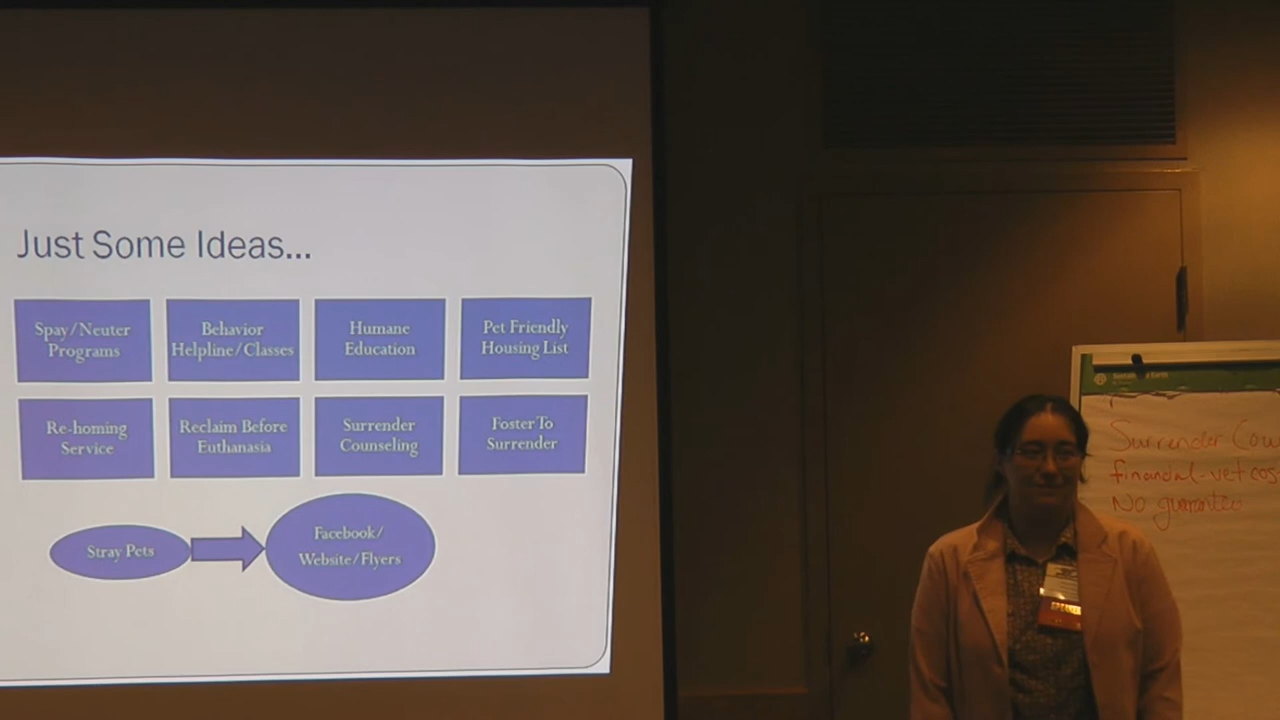 Just Some Ideas...
Spay/Neuter
Programs
Behavior
Helpline/Classes
Humane
Education
Pet Friendly
Housing List
Re-homing
Service
Reclaim Before
Euthanasia
Surrender
Counseling
Foster To
Surrender
Stray Pets
Facebook/
Website/Flyers
Surrender Cou
financial-vet cos
No guarantee
SPEAKER